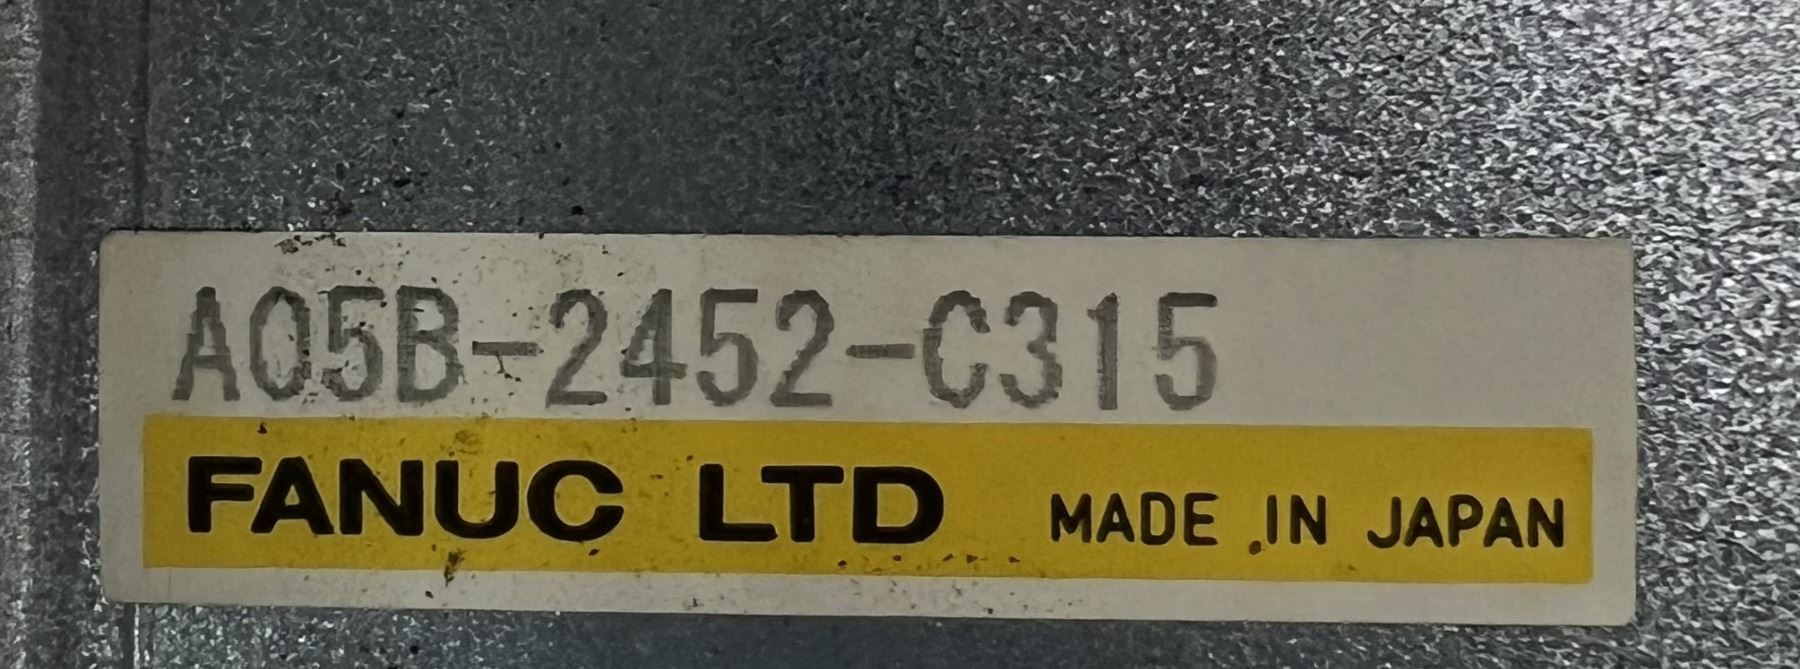 A05B-2452-C315
FANUC LTD MADE IN JAPAN